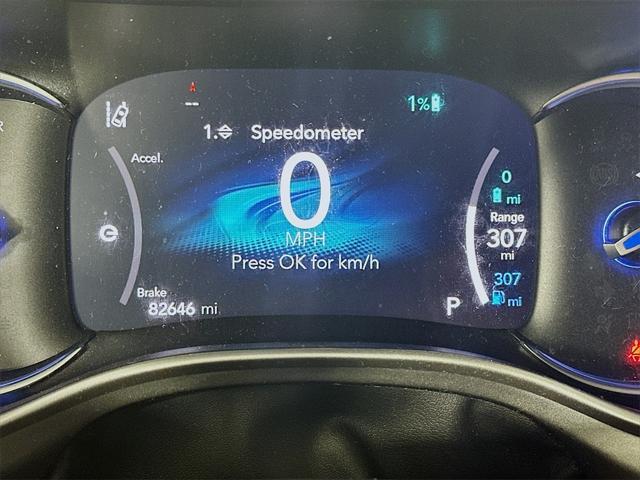 --
1%
1. Speedometer
Accel.
0
MPH
Press OK for km/h
0
mi
Range
307
mi
307
mi
Brake
82646 mi
P